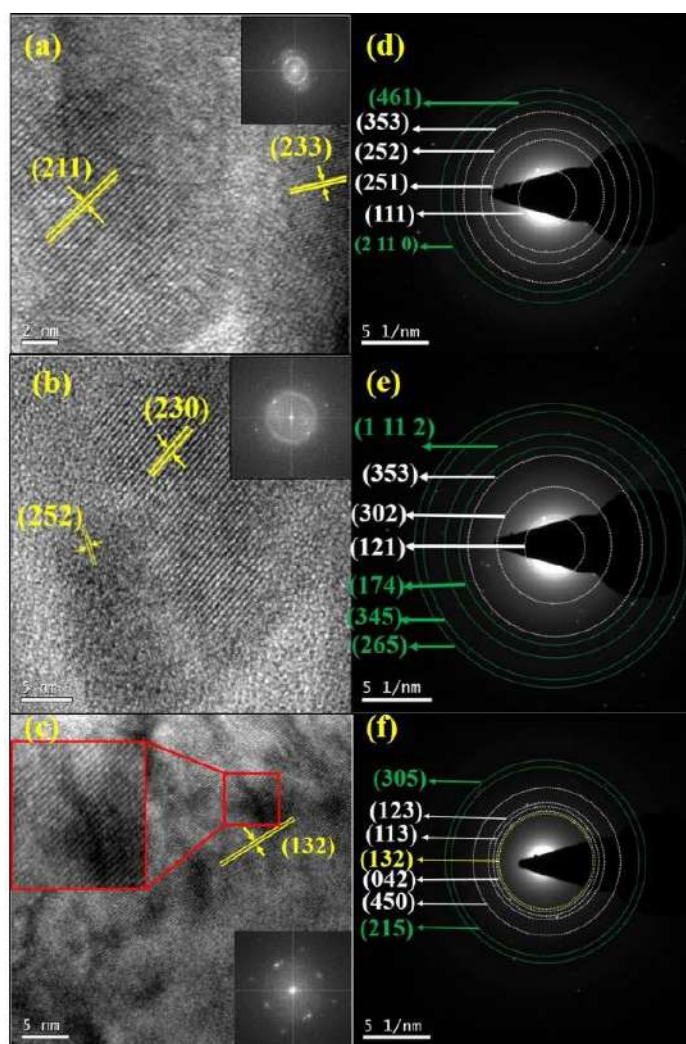 (a)
(211)
(233)
2 nm
(d)
(461)
(353)
(252)
(251)
(111)
(2 11 0)
5 1/nm
(b)
(230)
(252)
5 nm
(e)
(1 11 2)
(353)
(302)
(121)
(174)
(345)
(265)
5 1/nm
(c)
(132)
5 nm
(f)
(305)
(123)
(113)
(132)
(042)
(450)
(215)
5 1/nm